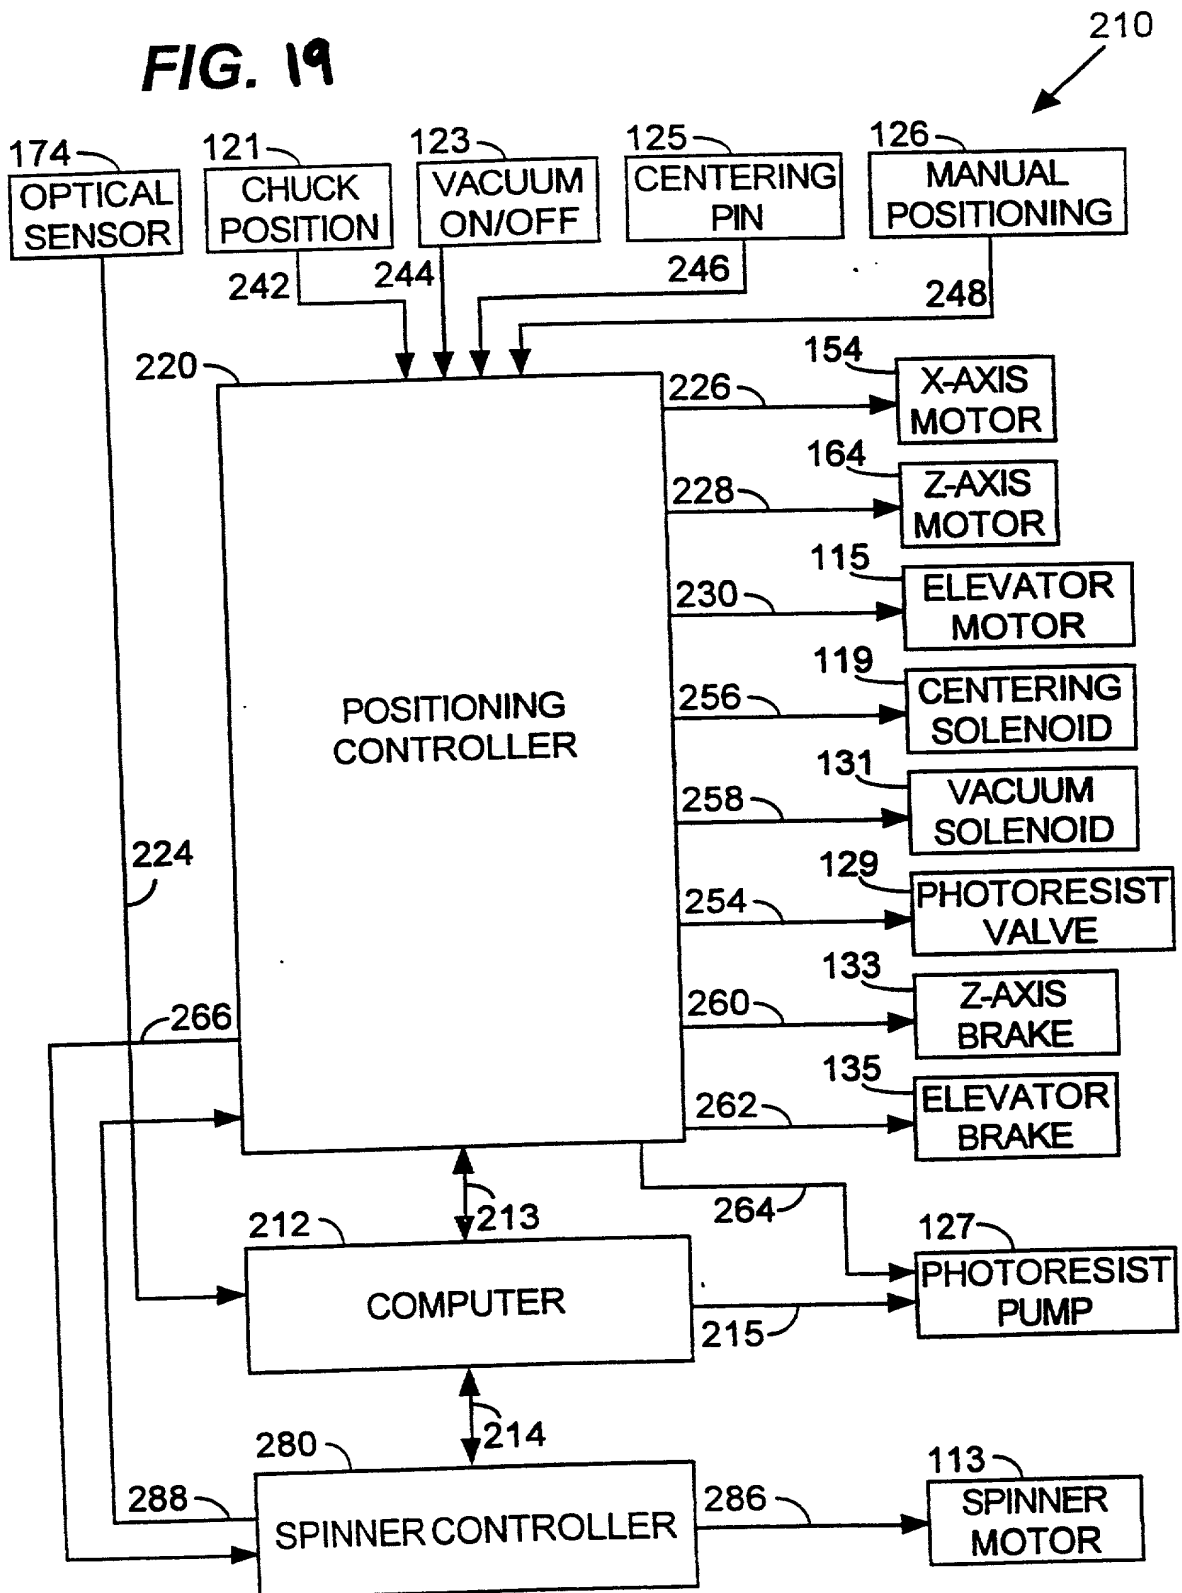 210
FIG. 19
174
121
123
125
126
OPTICAL
SENSOR
CHUCK
POSITION
VACUUM
ON/OFF
CENTERING
PIN
MANUAL
POSITIONING
242
244
246
248
220
226
154
X-AXIS
MOTOR
228
164
Z-AXIS
MOTOR
230
115
ELEVATOR
MOTOR
POSITIONING
CONTROLLER
256
119
CENTERING
SOLENOID
258
131
VACUUM
SOLENOID
224
254
129
PHOTORESIST
VALVE
266
260
133
Z-AXIS
BRAKE
262
135
ELEVATOR
BRAKE
213
264
212
COMPUTER
215
127
PHOTORESIST
PUMP
214
280
288
SPINNER CONTROLLER
286
113
SPINNER
MOTOR